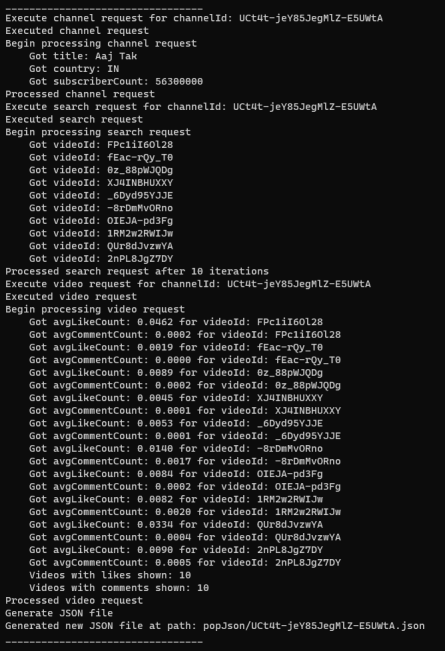 _________________________________
Execute channel request for channelId: UCt4t-jeY85JegMlZ-E5UWtA
Executed channel request
Begin processing channel request
    Got title: Aaj Tak
    Got country: IN
    Got subscriberCount: 56300000
Processed channel request
Execute search request for channelId: UCt4t-jeY85JegMlZ-E5UWtA
Executed search request
Begin processing search request
    Got videoId: FPc1iI6Ol28
    Got videoId: fEac-rQy_T0
    Got videoId: 0z_88pWJQDg
    Got videoId: XJ4INBHUXXY
    Got videoId: _6Dyd95YJJE
    Got videoId: -8rDmMvORno
    Got videoId: OIEJA-pd3Fg
    Got videoId: 1RM2w2RWIJw
    Got videoId: QUr8dJvzwYA
    Got videoId: 2nPL8JgZ7DY
Processed search request after 10 iterations
Execute video request for channelId: UCt4t-jeY85JegMlZ-E5UWtA
Executed video request
Begin processing video request
    Got avgLikeCount: 0.0462 for videoId: FPc1iI6Ol28
    Got avgCommentCount: 0.0002 for videoId: FPc1iI6Ol28
    Got avgLikeCount: 0.0019 for videoId: fEac-rQy_T0
    Got avgCommentCount: 0.0000 for videoId: fEac-rQy_T0
    Got avgLikeCount: 0.0089 for videoId: 0z_88pWJQDg
    Got avgCommentCount: 0.0002 for videoId: 0z_88pWJQDg
    Got avgLikeCount: 0.0045 for videoId: XJ4INBHUXXY
    Got avgCommentCount: 0.0001 for videoId: XJ4INBHUXXY
    Got avgLikeCount: 0.0053 for videoId: _6Dyd95YJJE
    Got avgCommentCount: 0.0001 for videoId: _6Dyd95YJJE
    Got avgLikeCount: 0.0140 for videoId: -8rDmMvORno
    Got avgCommentCount: 0.0017 for videoId: -8rDmMvORno
    Got avgLikeCount: 0.0084 for videoId: OIEJA-pd3Fg
    Got avgCommentCount: 0.0002 for videoId: OIEJA-pd3Fg
    Got avgLikeCount: 0.0082 for videoId: 1RM2w2RWIJw
    Got avgCommentCount: 0.0020 for videoId: 1RM2w2RWIJw
    Got avgLikeCount: 0.0334 for videoId: QUr8dJvzwYA
    Got avgCommentCount: 0.0004 for videoId: QUr8dJvzwYA
    Got avgLikeCount: 0.0090 for videoId: 2nPL8JgZ7DY
    Got avgCommentCount: 0.0005 for videoId: 2nPL8JgZ7DY
    Videos with likes shown: 10
    Videos with comments shown: 10
Processed video request
Generate JSON file
Generated new JSON file at path: popJson/UCt4t-jeY85JegMlZ-E5UWtA.json
_________________________________